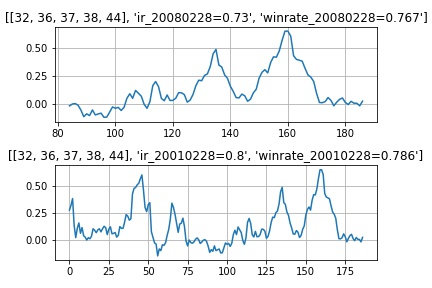 [[32, 36, 37, 38, 44], 'ir_20080228=0.73', 'winrate_20080228=0.767']
0.50
0.25
0.00
80 100 120 140 160 180
[[32, 36, 37, 38, 44], 'ir_20010228=0.8', 'winrate_20010228=0.786']
0.50
0.25
0.00
0 25 50 75 100 125 150 175